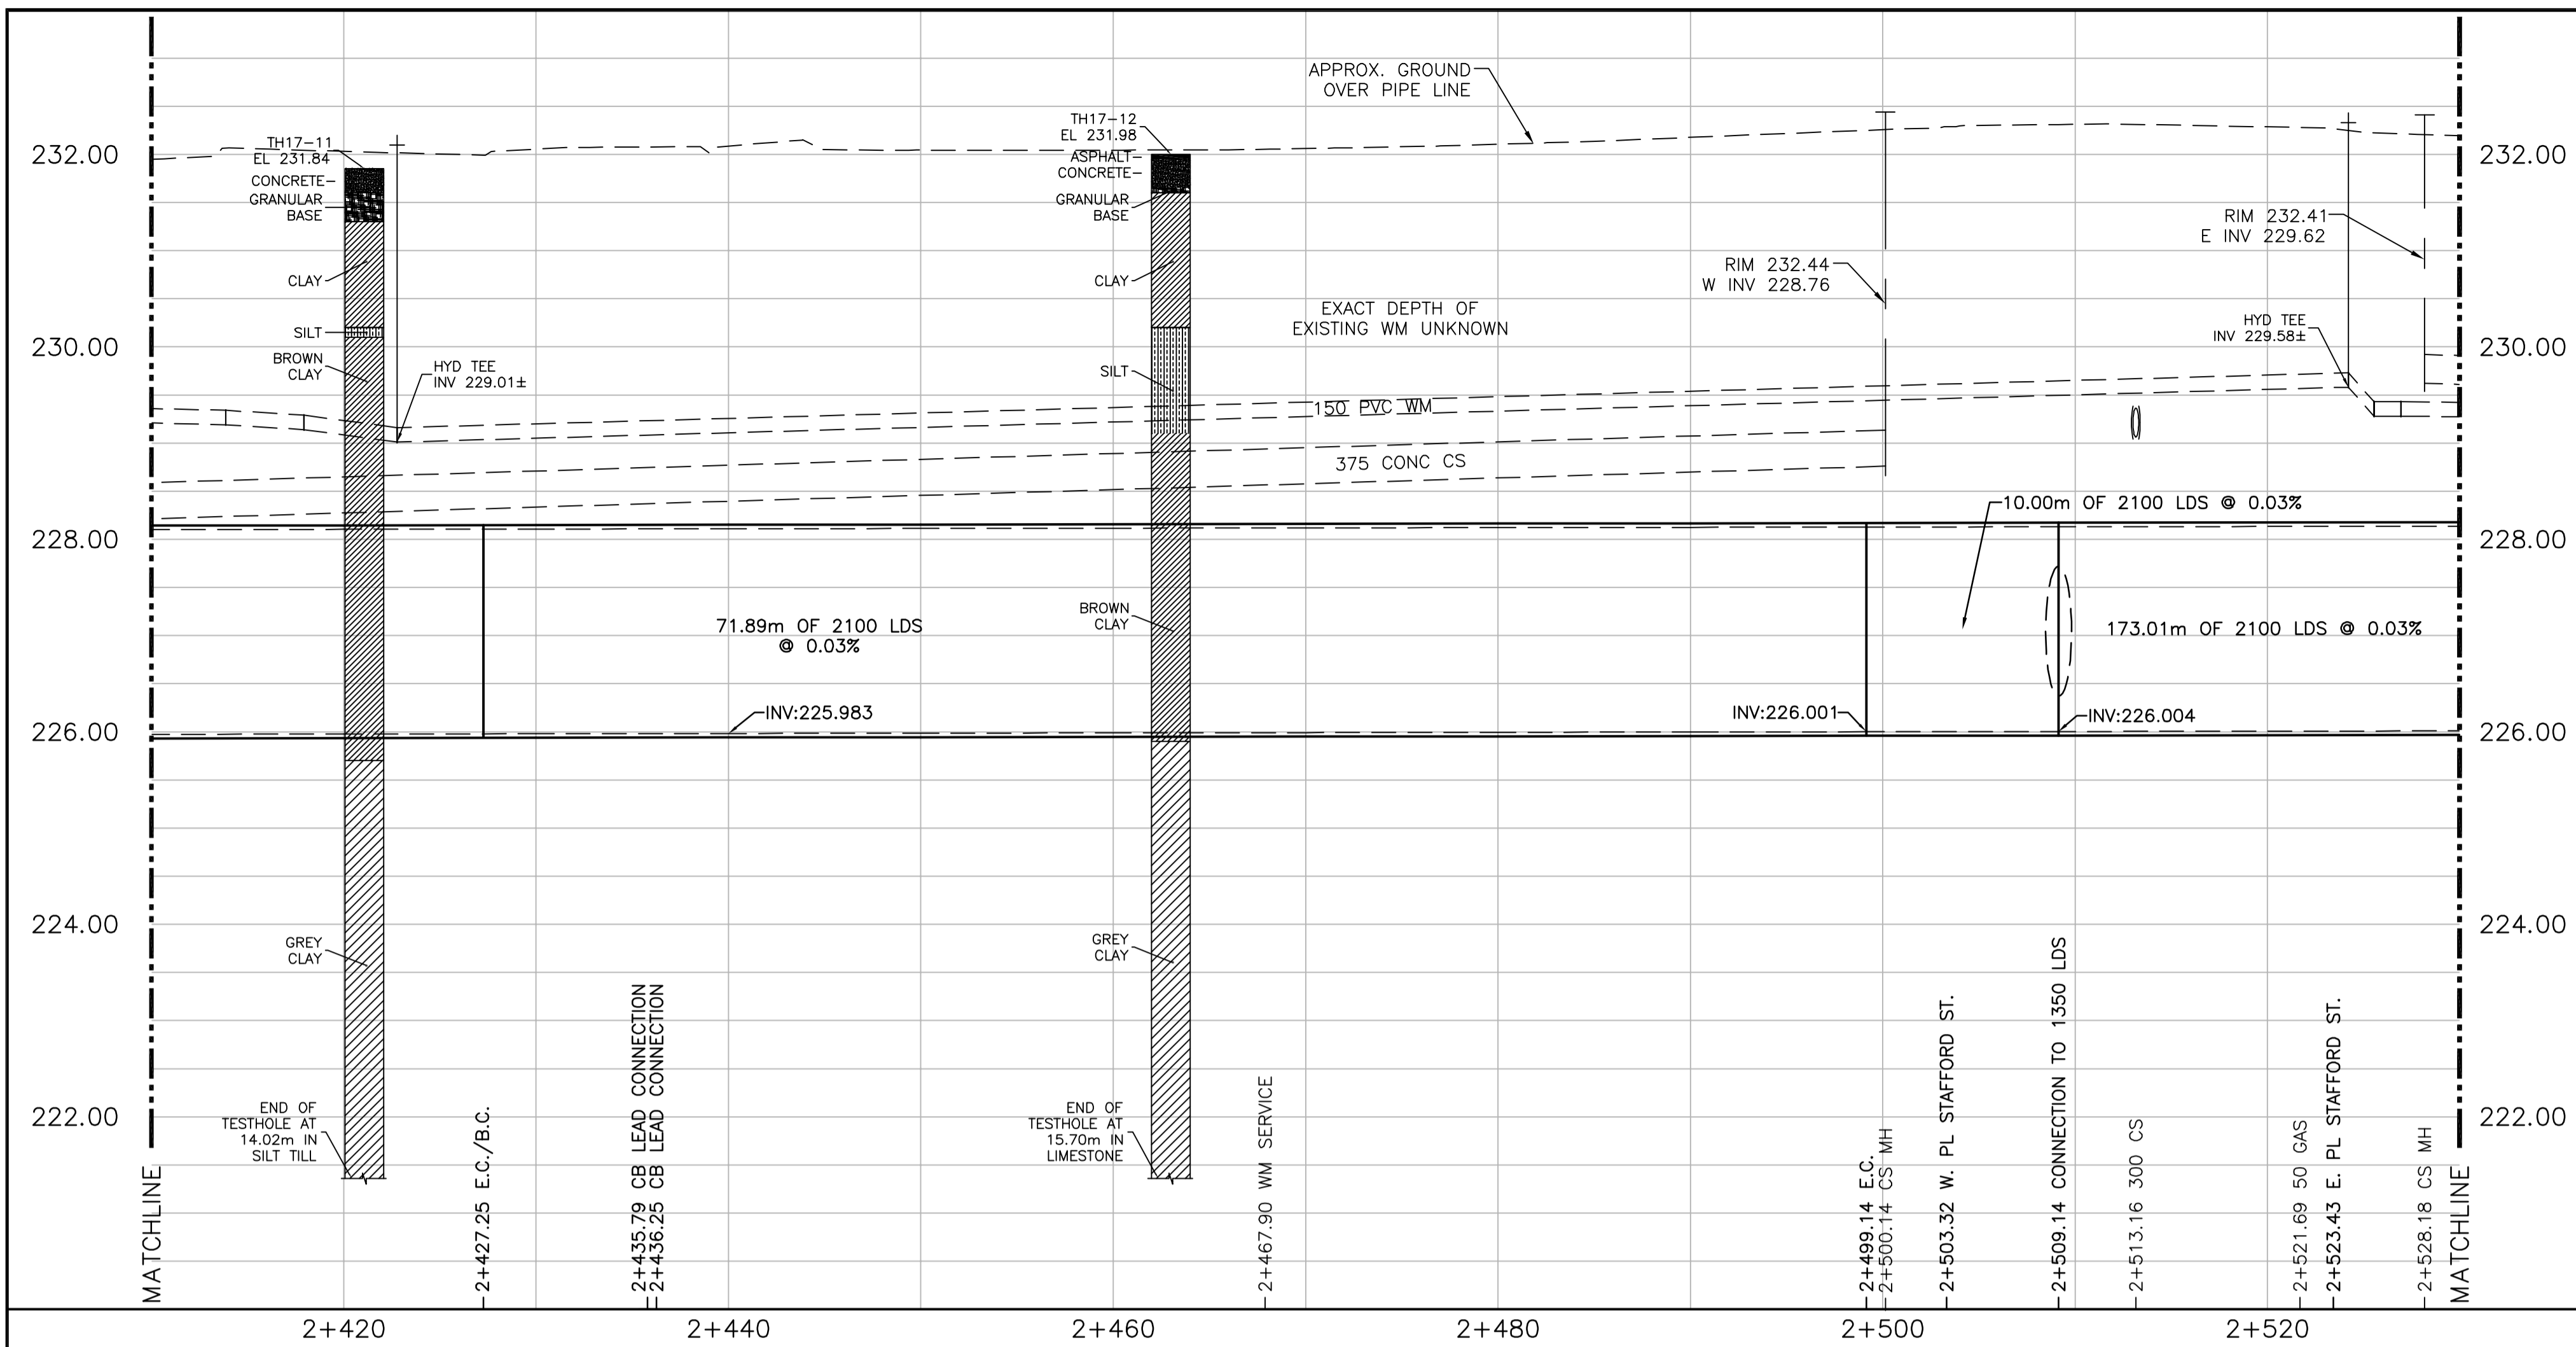 APPROX. GROUND
OVER PIPE LINE
TH17-11
EL 231.84
CONCRETE
GRANULAR
BASE
CLAY
SILT
BROWN
CLAY
HYD TEE
INV 229.01±
TH17-12
EL 231.98
ASPHALT
CONCRETE
GRANULAR
BASE
CLAY
SILT
EXACT DEPTH OF
EXISTING WM UNKNOWN
RIM 232.44
W INV 228.76
RIM 232.41
E INV 229.62
HYD TEE
INV 229.58±
150 PVC WM
375 CONC CS
10.00m OF 2100 LDS @ 0.03%
71.89m OF 2100 LDS
@ 0.03%
BROWN
CLAY
173.01m OF 2100 LDS @ 0.03%
INV:225.983
INV:226.001
INV:226.004
GREY
CLAY
GREY
CLAY
END OF
TESTHOLE AT
14.02m IN
SILT TILL
END OF
TESTHOLE AT
15.70m IN
LIMESTONE
232.00
230.00
228.00
226.00
224.00
222.00
232.00
230.00
228.00
226.00
224.00
222.00
MATCHLINE
2+427.25 E.C./B.C.
2+435.79 CB LEAD CONNECTION
2+436.25 CB LEAD CONNECTION
2+467.90 WM SERVICE
2+499.14 E.C.
2+500.14 CS MH
2+503.32 W. PL STAFFORD ST.
2+509.14 CONNECTION TO 1350 LDS
2+513.16 300 CS
2+521.69 50 GAS
2+523.43 E. PL STAFFORD ST.
2+528.18 CS MH
MATCHLINE
2+420
2+440
2+460
2+480
2+500
2+520